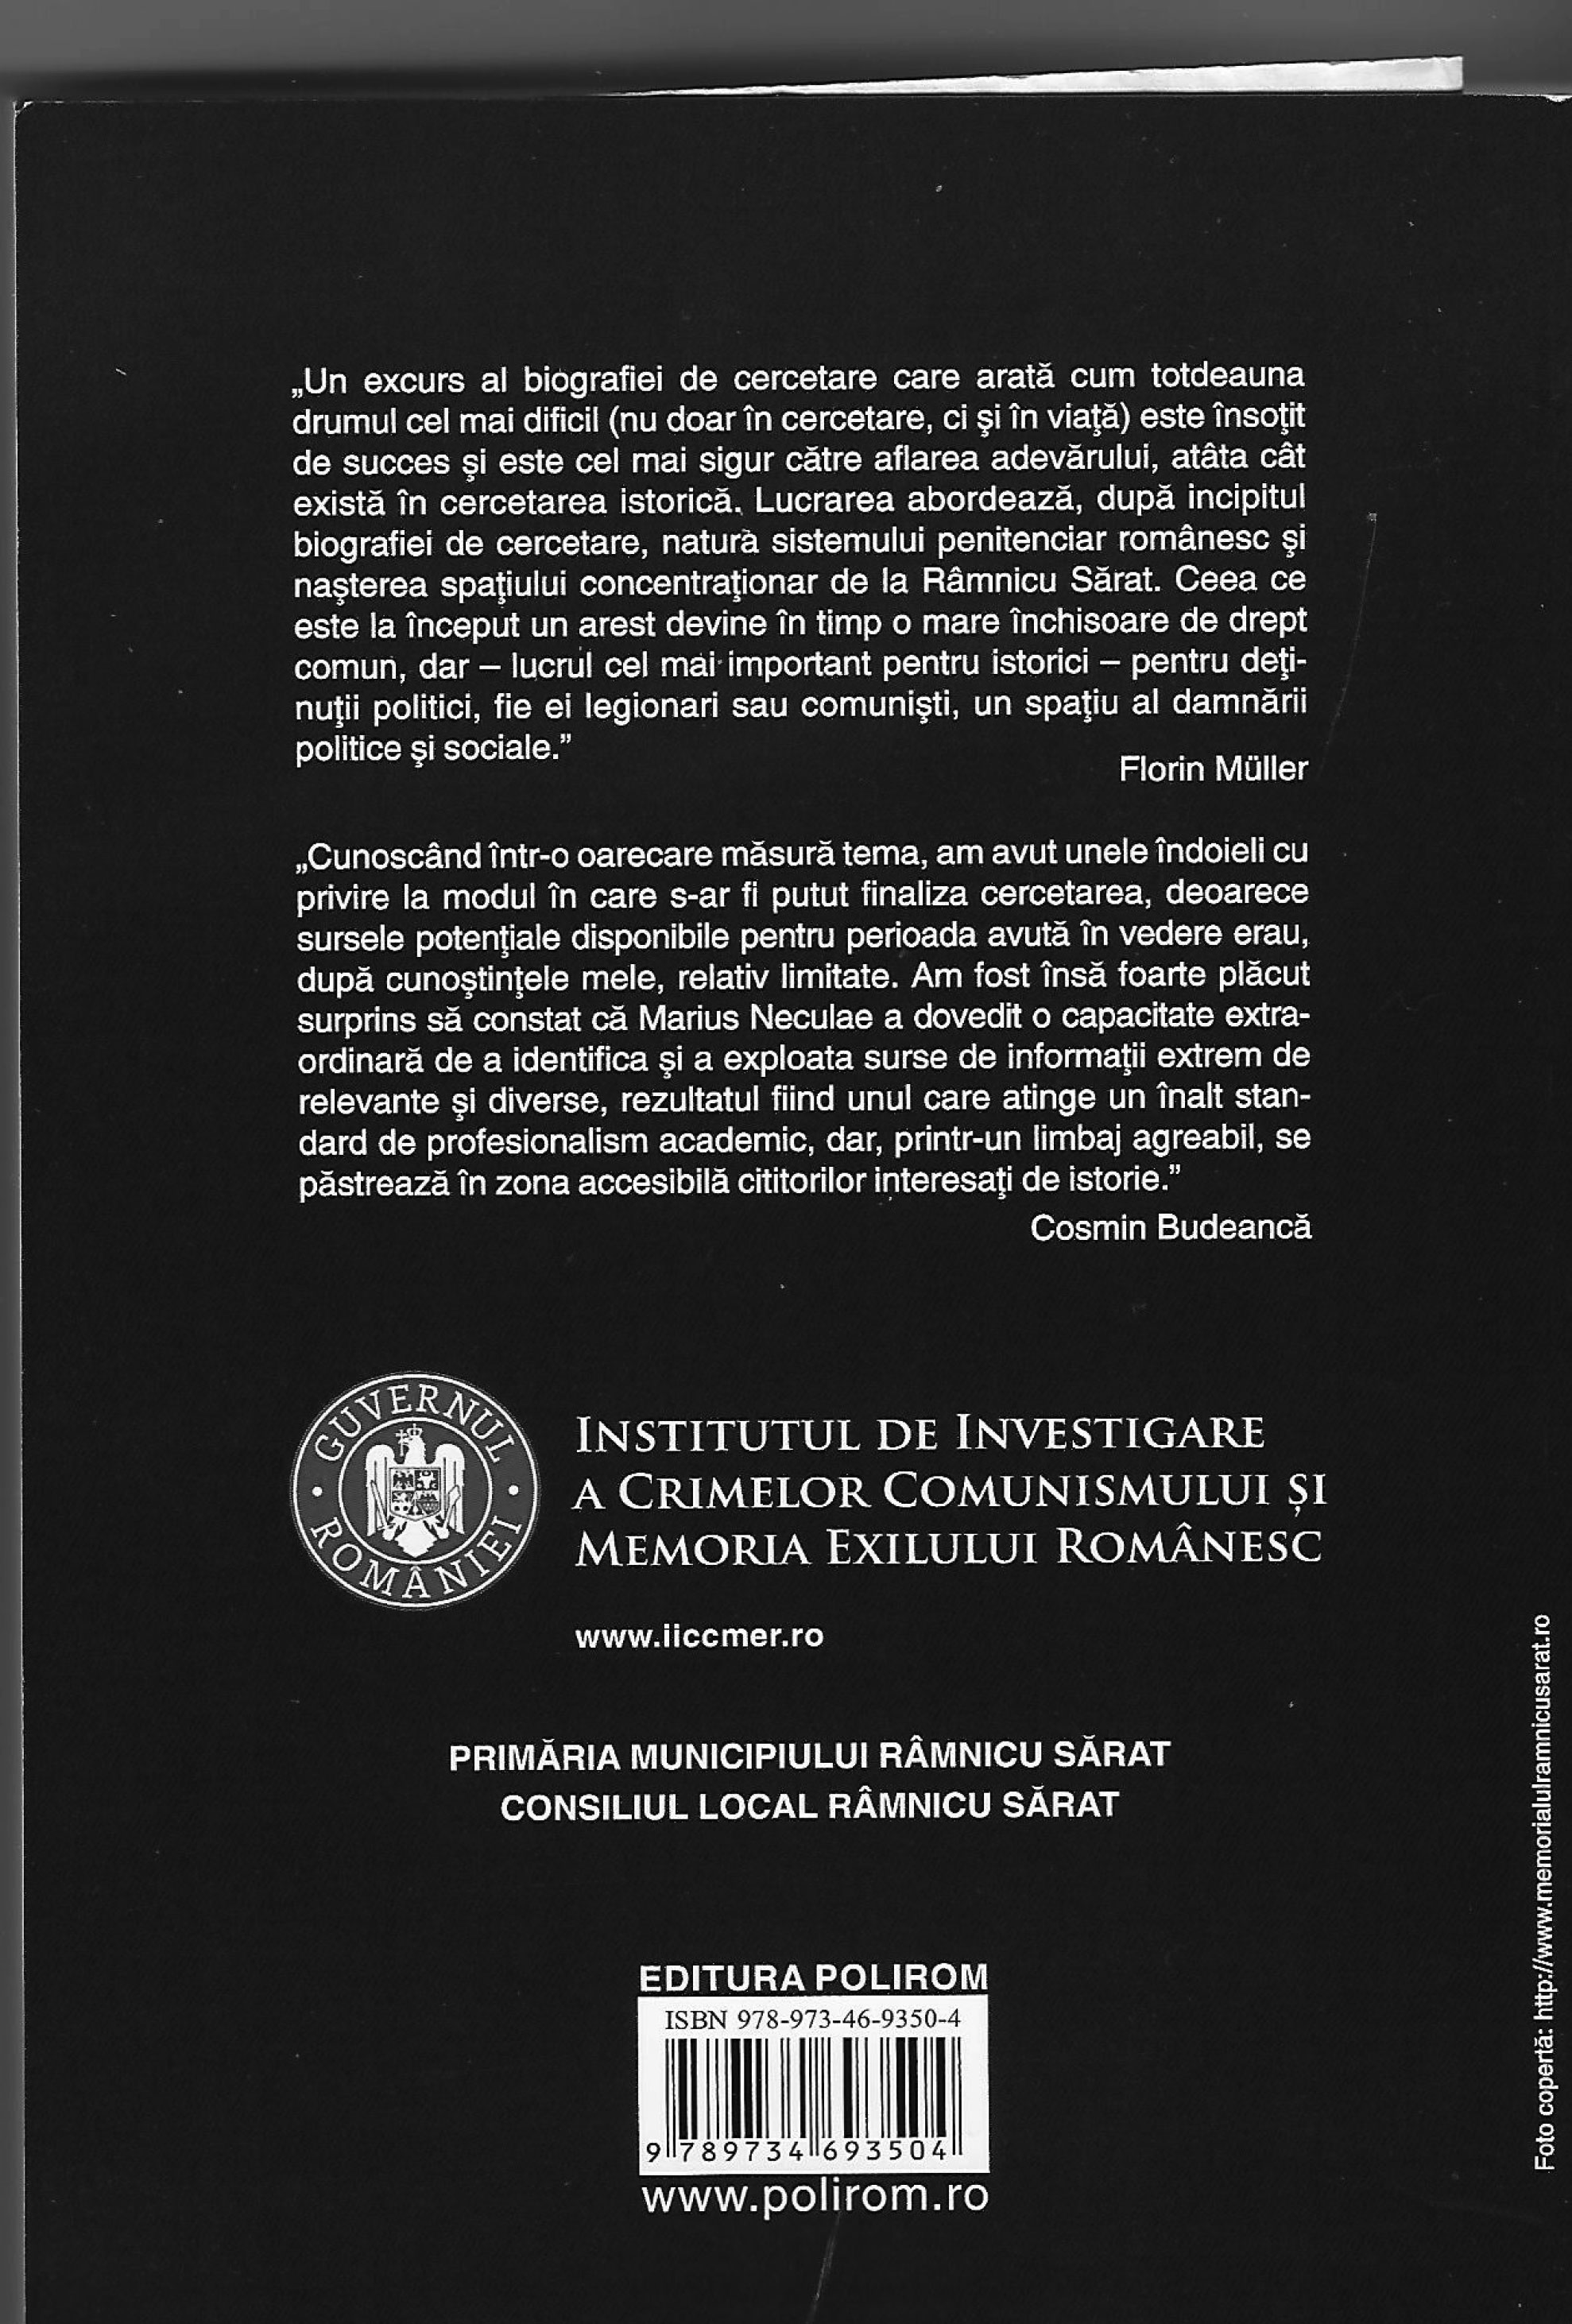 „Un excurs al biografiei de cercetare care arată cum totdeauna
drumul cel mai dificil (nu doar în cercetare, ci şi în viaţă) este însoţit
de succes şi este cel mai sigur către aflarea adevărului, atâta cât
există în cercetarea istorică. Lucrarea abordează, după incipitul
biografiei de cercetare, natura sistemului penitenciar românesc şi
naşterea spaţiului concentraţionar de la Râmnicu Sărat. Ceea ce
este la început un arest devine în timp o mare închisoare de drept
comun, dar – lucrul cel mai important pentru istorici – pentru deţi-
nuţii politici, fie ei legionari sau comunişti, un spaţiu al damnării
politice şi sociale.”
Florin Müller
„Cunoscând într-o oarecare măsură tema, am avut unele îndoieli cu
privire la modul în care s-ar fi putut finaliza cercetarea, deoarece
sursele potenţiale disponibile pentru perioada avută în vedere erau,
după cunoştinţele mele, relativ limitate. Am fost însă foarte plăcut
surprins să constat că Marius Neculae a dovedit o capacitate extra-
ordinară de a identifica şi a exploata surse de informaţii extrem de
relevante şi diverse, rezultatul fiind unul care atinge un înalt stan-
dard de profesionalism academic, dar, printr-un limbaj agreabil, se
păstrează în zona accesibilă cititorilor interesaţi de istorie.”
Cosmin Budeancă
GUVERNUL ROMÂNIEI
INSTITUTUL DE INVESTIGARE
A CRIMELOR COMUNISMULUI ȘI
MEMORIA EXILULUI ROMÂNESC
www.iiccmer.ro
PRIMĂRIA MUNICIPIULUI RÂMNICU SĂRAT
CONSILIUL LOCAL RÂMNICU SĂRAT
EDITURA POLIROM
ISBN 978-973-46-9350-4
9 789734 693504
www.polirom.ro
Foto copertă: http://www.memorialulramnicusarat.ro